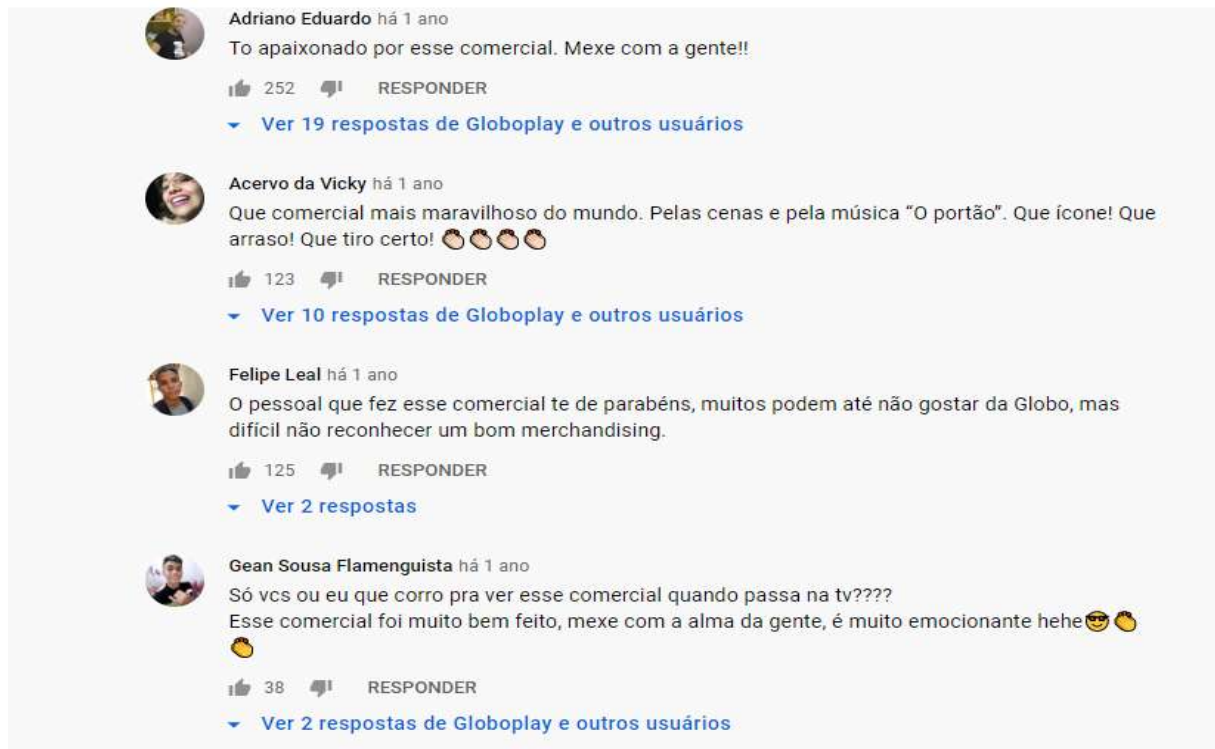 Adriano Eduardo há 1 ano
To apaixonado por esse comercial. Mexe com a gente!!
252 RESPONDER
Ver 19 respostas de Globoplay e outros usuários
Acervo da Vicky há 1 ano
Que comercial mais maravilhoso do mundo. Pelas cenas e pela música “O portão”. Que ícone! Que
arraso! Que tiro certo! 👏🏻👏🏻👏🏻👏🏻
123 RESPONDER
Ver 10 respostas de Globoplay e outros usuários
Felipe Leal há 1 ano
O pessoal que fez esse comercial te de parabéns, muitos podem até não gostar da Globo, mas
difícil não reconhecer um bom merchandising.
125 RESPONDER
Ver 2 respostas
Gean Sousa Flamenguista há 1 ano
Só vcs ou eu que corro pra ver esse comercial quando passa na tv????
Esse comercial foi muito bem feito, mexe com a alma da gente, é muito emocionante hehe😎👏
👏
38 RESPONDER
Ver 2 respostas de Globoplay e outros usuários